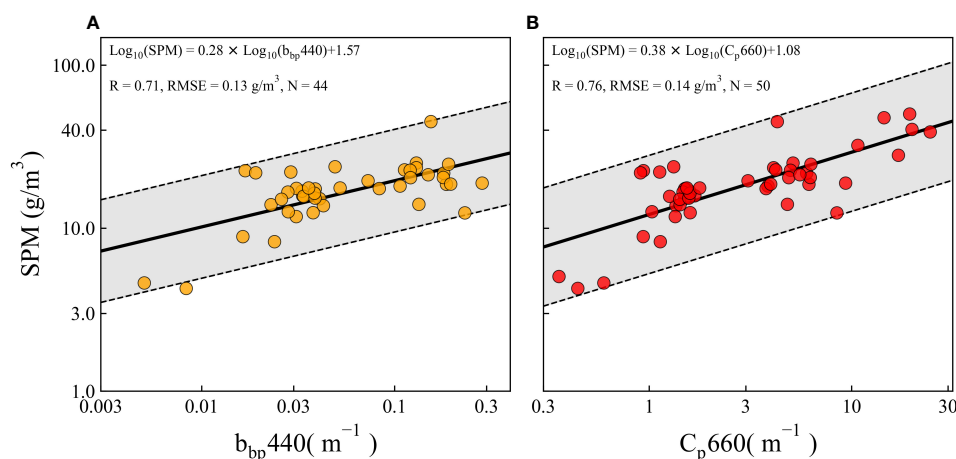 A
B
Log₁₀(SPM) = 0.28 × Log₁₀(b_bp440)+1.57
R = 0.71, RMSE = 0.13 g/m³, N = 44
Log₁₀(SPM) = 0.38 × Log₁₀(Cₚ660)+1.08
R = 0.76, RMSE = 0.14 g/m³, N = 50
SPM (g/m³)
100.0
40.0
10.0
3.0
1.0
0.003
0.01
0.03
0.1
0.3
0.3
1
3
10
30
b_bp440( m⁻¹)
Cₚ660( m⁻¹)